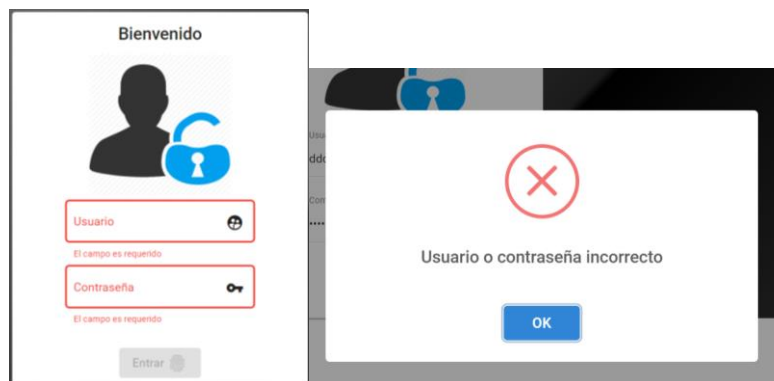 Bienvenido
Usuario
El campo es requerido
Contraseña
El campo es requerido
Entrar
Usuario o contraseña incorrecto
OK